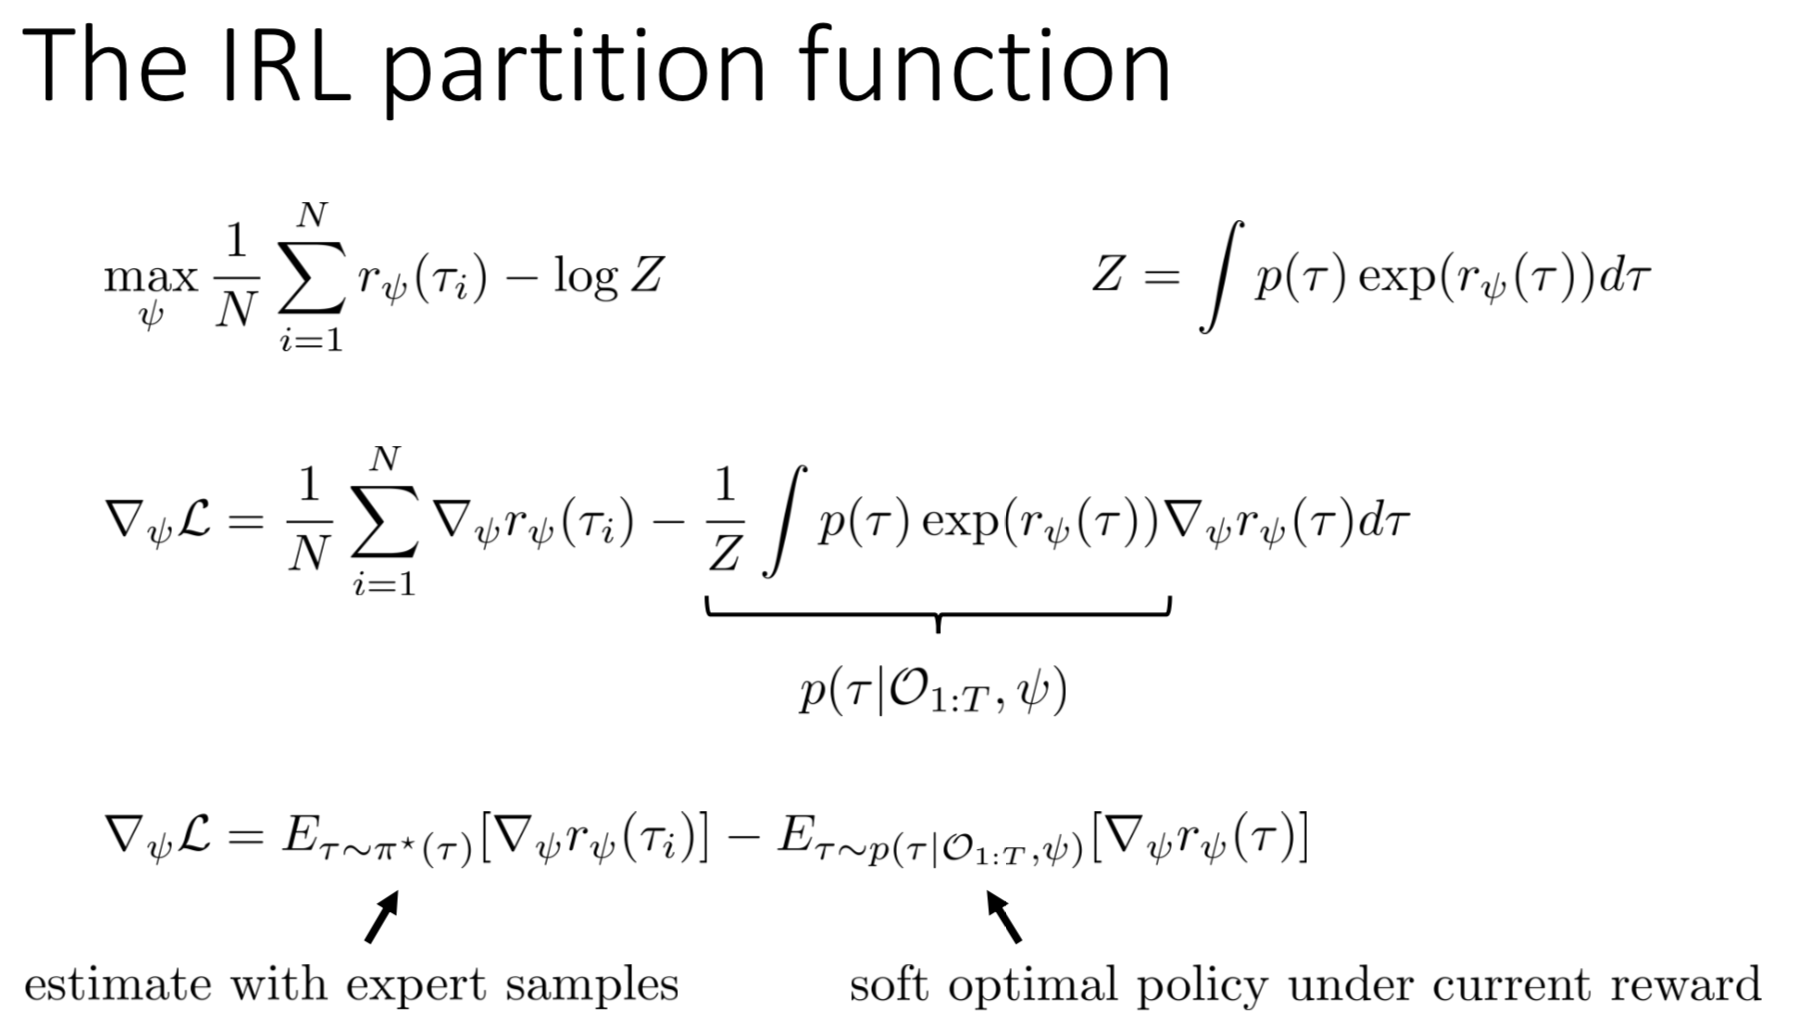 The IRL partition function
$\max_{\psi} \frac{1}{N} \sum_{i=1}^{N} r_{\psi}(\tau_i) - \log Z$ $Z = \int p(\tau) \exp(r_{\psi}(\tau)) d\tau$
$\nabla_{\psi} \mathcal{L} = \frac{1}{N} \sum_{i=1}^{N} \nabla_{\psi} r_{\psi}(\tau_i) - \frac{1}{Z} \int p(\tau) \exp(r_{\psi}(\tau)) \nabla_{\psi} r_{\psi}(\tau) d\tau$
$p(\tau | \mathcal{O}_{1:T}, \psi)$
$\nabla_{\psi} \mathcal{L} = E_{\tau \sim \pi^{\star}(\tau)}[\nabla_{\psi} r_{\psi}(\tau_i)] - E_{\tau \sim p(\tau | \mathcal{O}_{1:T}, \psi)}[\nabla_{\psi} r_{\psi}(\tau)]$
estimate with expert samples soft optimal policy under current reward